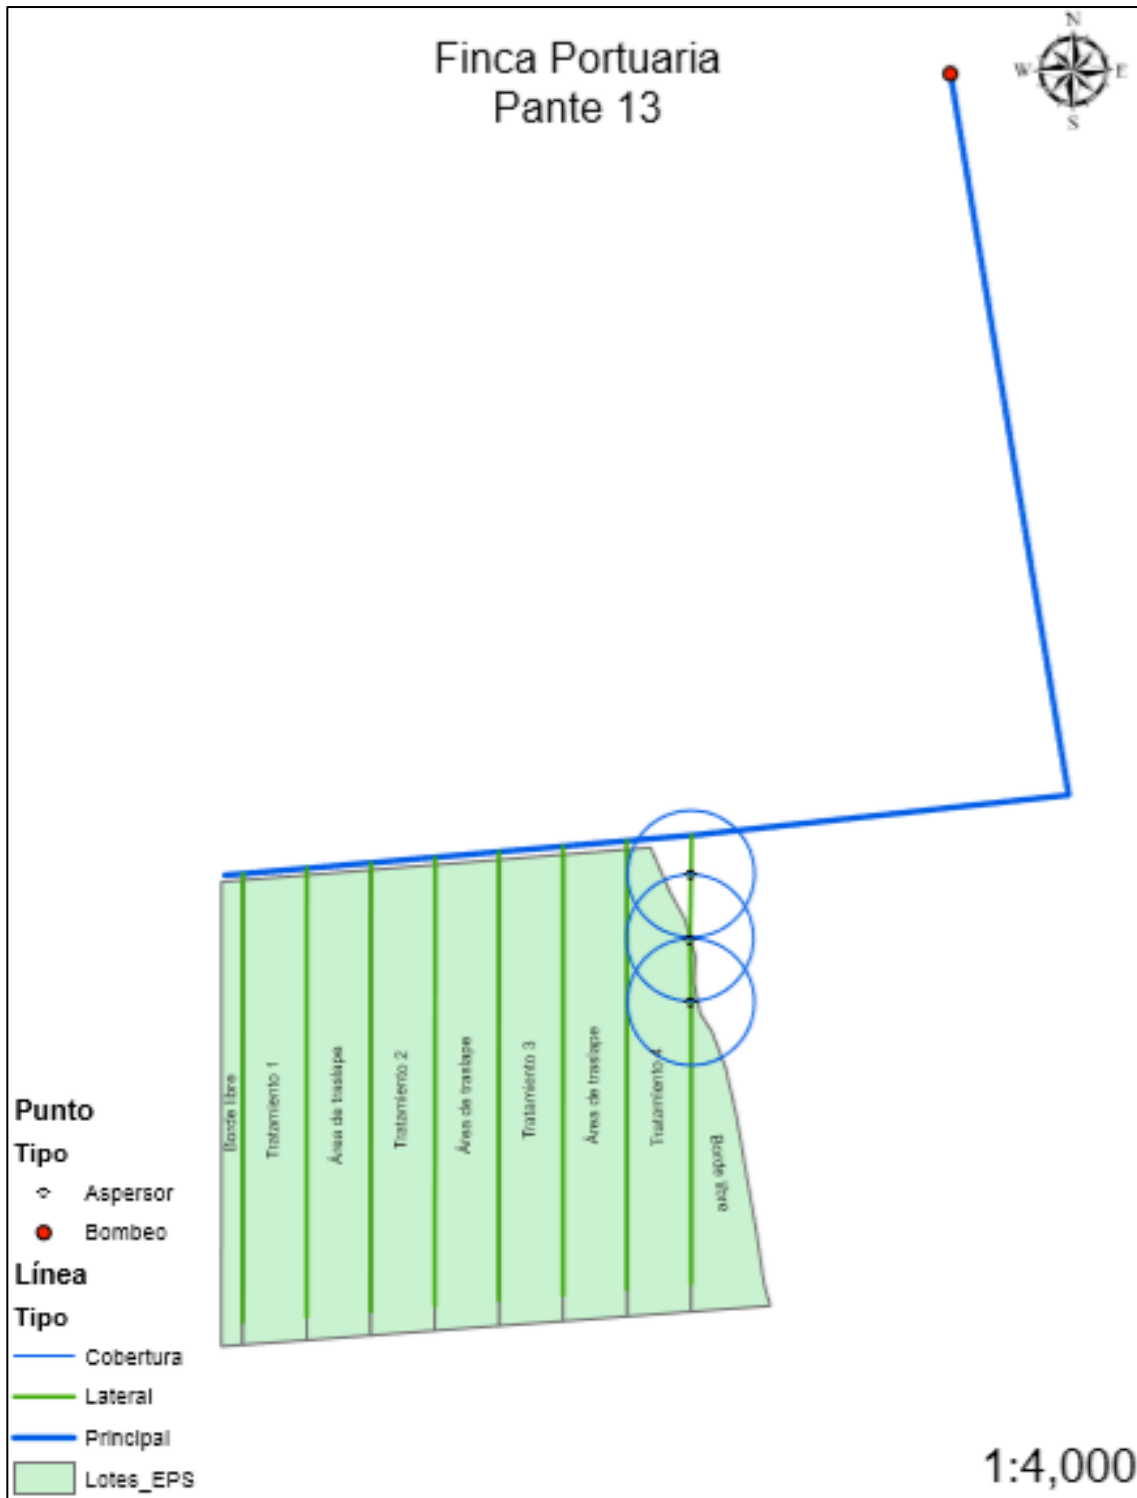 Finca Portuaria
Pante 13
N
W
E
S
Borde libre
Tratamiento 1
Área de traslape
Tratamiento 2
Área de traslape
Tratamiento 3
Área de traslape
Tratamiento 4
Borde libre
Punto
Tipo
Aspersor
Bombeo
Línea
Tipo
Cobertura
Lateral
Principal
Lotes_EPS
1:4,000